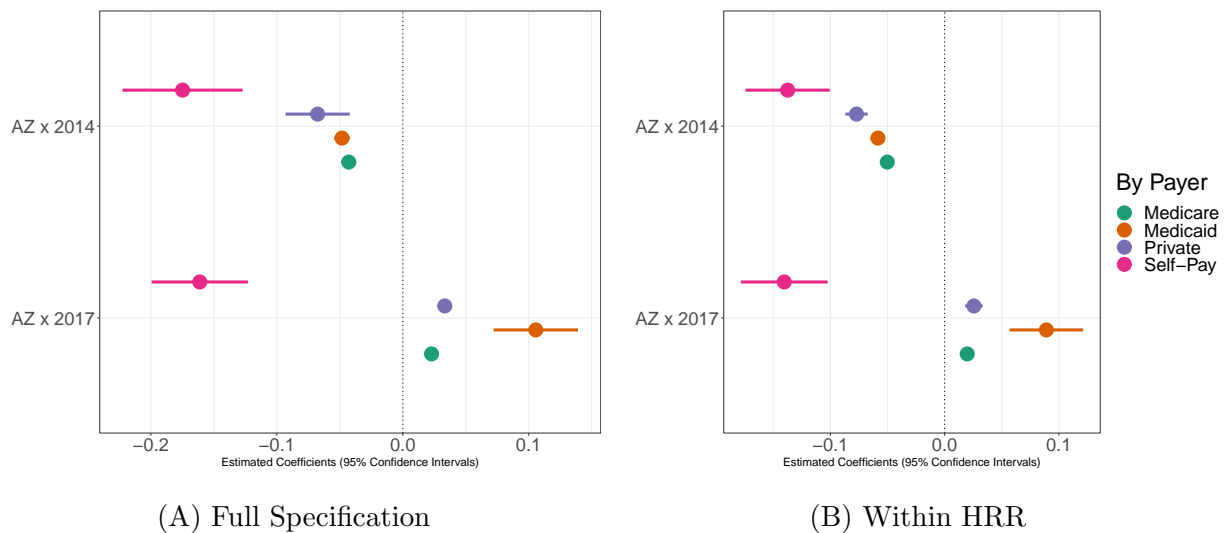 AZ x 2014
AZ x 2017
−0.2
−0.1
0.0
0.1
Estimated Coefficients (95% Confidence Intervals)
(A) Full Specification
AZ x 2014
AZ x 2017
−0.1
0.0
0.1
Estimated Coefficients (95% Confidence Intervals)
(B) Within HRR
By Payer
Medicare
Medicaid
Private
Self−Pay